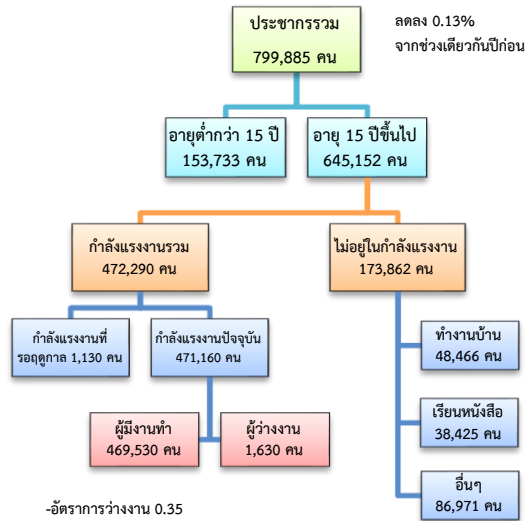 ประชากรรวม
799,885 คน
ลดลง 0.13%
จากช่วงเดียวกันปีก่อน
อายุต่ำกว่า 15 ปี
153,733 คน
อายุ 15 ปีขึ้นไป
645,152 คน
กำลังแรงงานรวม
472,290 คน
ไม่อยู่ในกำลังแรงงาน
173,862 คน
กำลังแรงงานที่
รอฤดูกาล 1,130 คน
กำลังแรงงานปัจจุบัน
471,160 คน
ทำงานบ้าน
48,466 คน
ผู้มีงานทำ
469,530 คน
ผู้ว่างงาน
1,630 คน
เรียนหนังสือ
38,425 คน
อื่นๆ
86,971 คน
-อัตราการว่างงาน 0.35